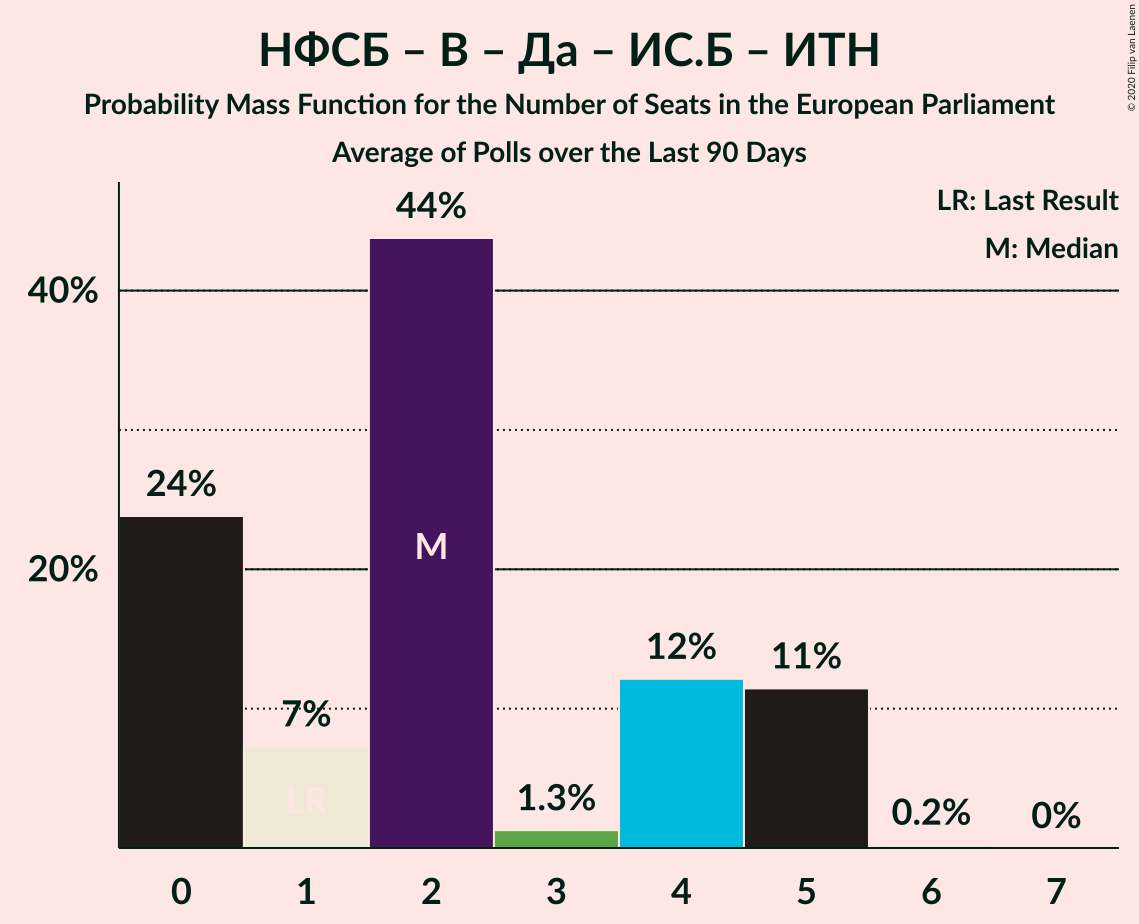 НФСБ – В – Да – ИС.Б – ИТН
Probability Mass Function for the Number of Seats in the European Parliament
Average of Polls over the Last 90 Days
© 2020 Filip van Laenen
LR: Last Result
M: Median
44%
40%
24%
M
20%
12%
11%
7%
LR
1.3%
0.2%
0%
0 1 2 3 4 5 6 7